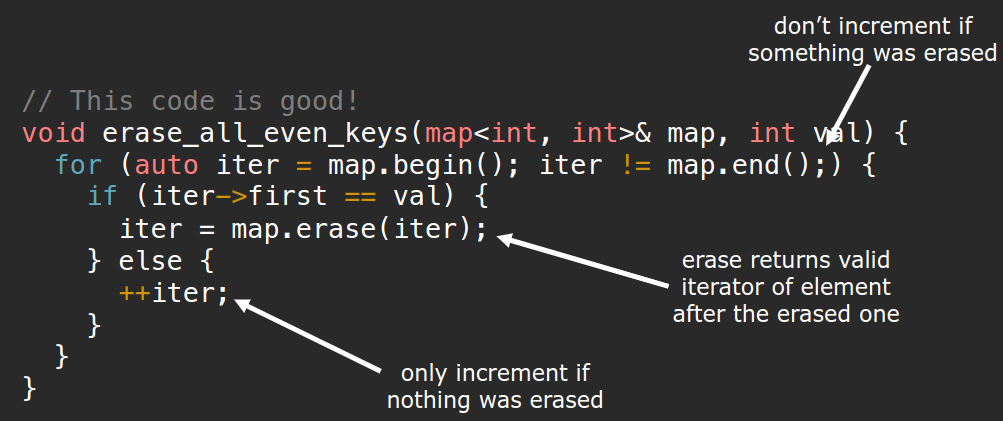 don’t increment if
something was erased
// This code is good!
void erase_all_even_keys(map<int, int>& map, int val) {
  for (auto iter = map.begin(); iter != map.end();) {
    if (iter->first == val) {
      iter = map.erase(iter);
    } else {
      ++iter;
    }
  }
}
erase returns valid
iterator of element
after the erased one
only increment if
nothing was erased